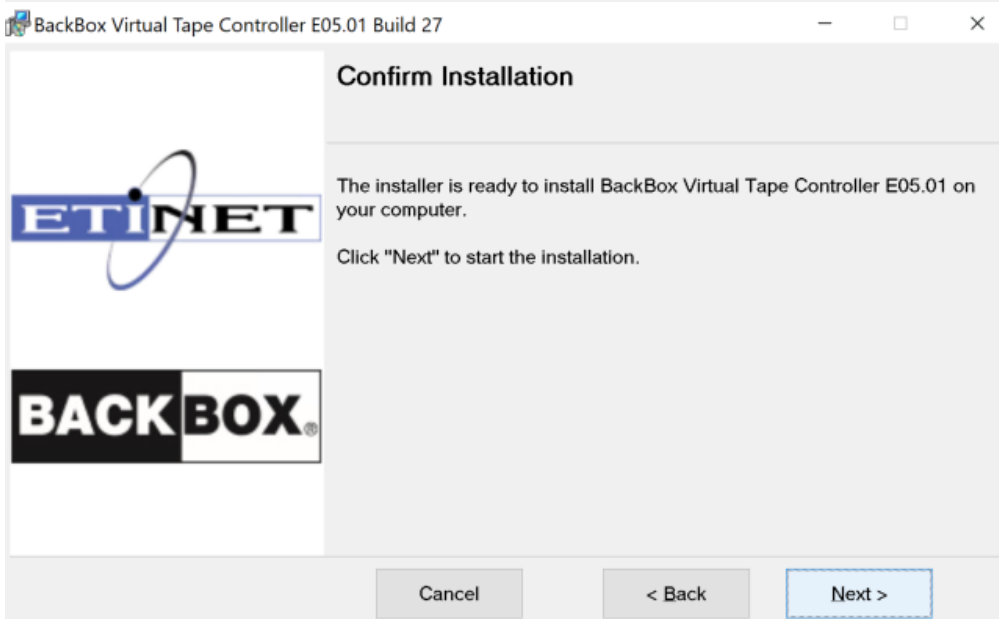 BackBox Virtual Tape Controller E05.01 Build 27
Confirm Installation
ETINET
The installer is ready to install BackBox Virtual Tape Controller E05.01 on
your computer.
Click "Next" to start the installation.
BACKBOX®
Cancel
< Back
Next >